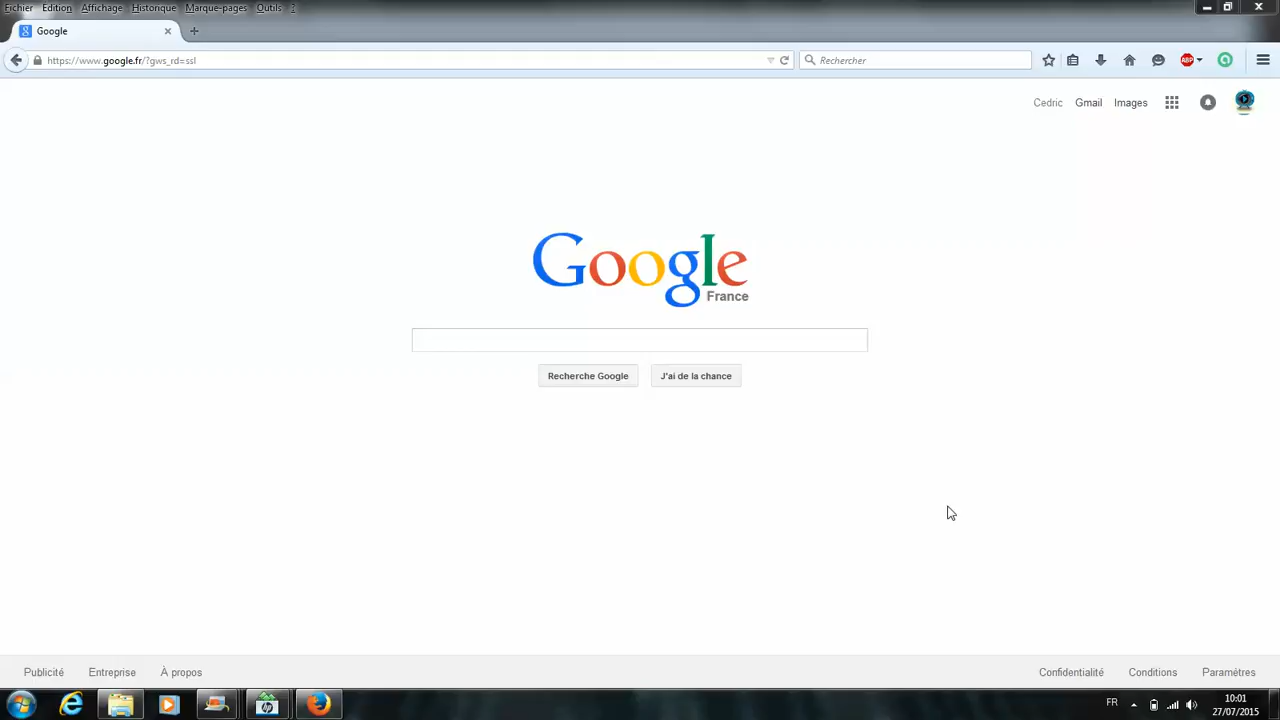 Fichier Edition Affichage Historique Marque-pages Outils ?
Google
https://www.google.fr/?gws_rd=ssl
Rechercher
ABP
Cedric Gmail Images
Google
France
Recherche Google J'ai de la chance
Publicité Entreprise À propos Confidentialité Conditions Paramètres
FR 10:01
27/07/2015